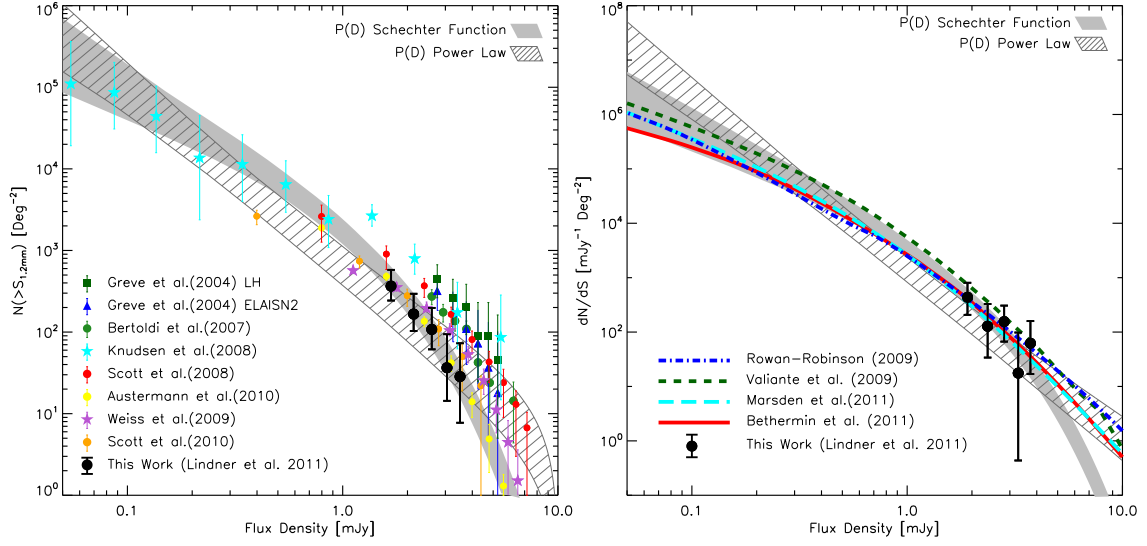 P(D) Schechter Function
P(D) Power Law
N(>S1.2mm) [Deg⁻²]
10⁶
10⁵
10⁴
10³
10²
10¹
10⁰
Greve et al.(2004) LH
Greve et al.(2004) ELAISN2
Bertoldi et al.(2007)
Knudsen et al.(2008)
Scott et al.(2008)
Austermann et al.(2010)
Weiss et al.(2009)
Scott et al.(2010)
This Work (Lindner et al. 2011)
0.1 1.0 10.0
Flux Density [mJy]
P(D) Schechter Function
P(D) Power Law
dN/dS [mJy⁻¹ Deg⁻²]
10⁸
10⁶
10⁴
10²
10⁰
Rowan-Robinson (2009)
Valiante et al. (2009)
Marsden et al.(2011)
Bethermin et al. (2011)
This Work (Lindner et al. 2011)
0.1 1.0 10.0
Flux Density [mJy]